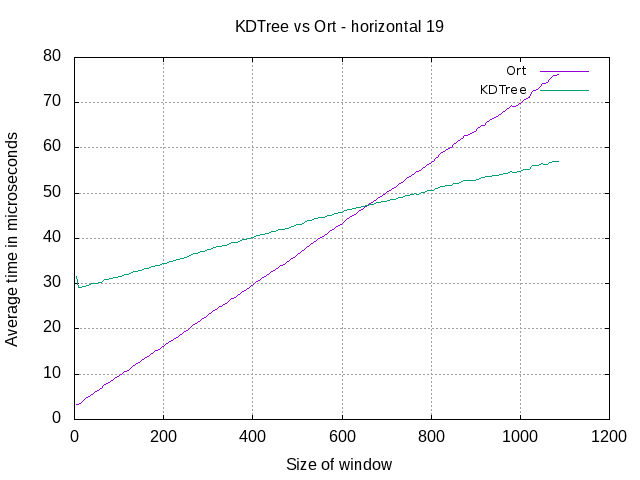 KDTree vs Ort - horizontal 19
Average time in microseconds
80
70
60
50
40
30
20
10
0
Ort
KDTree
0 200 400 600 800 1000 1200
Size of window